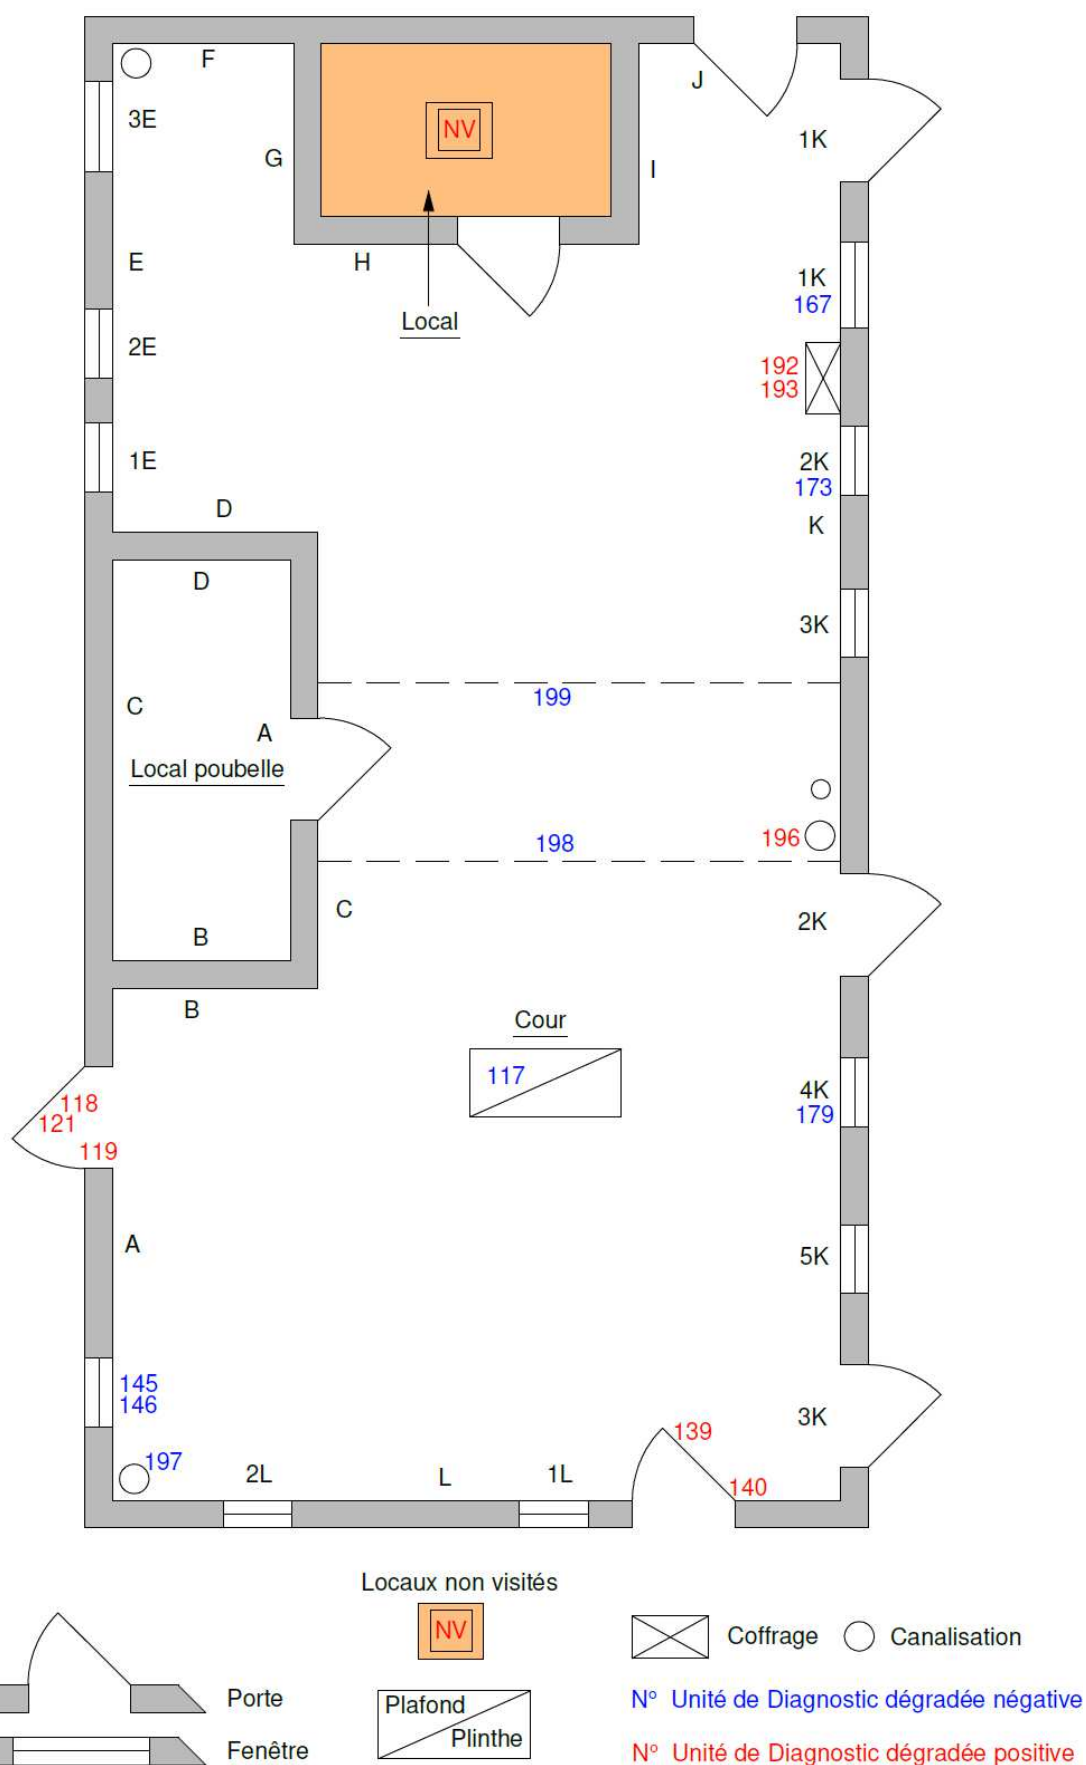 F
J
3E
NV
1K
G
I
E
H
1K
167
Local
2E
192
193
1E
2K
173
D
K
D
3K
199
C
A
Local poubelle
196
198
C
2K
B
B
Cour
117
4K
179
118
121
119
A
5K
145
146
3K
139
197
2L
L
1L
140
Locaux non visités
NV
Coffrage
Canalisation
Porte
Plafond
Plinthe
Nº Unité de Diagnostic dégradée négative
Fenêtre
Nº Unité de Diagnostic dégradée positive